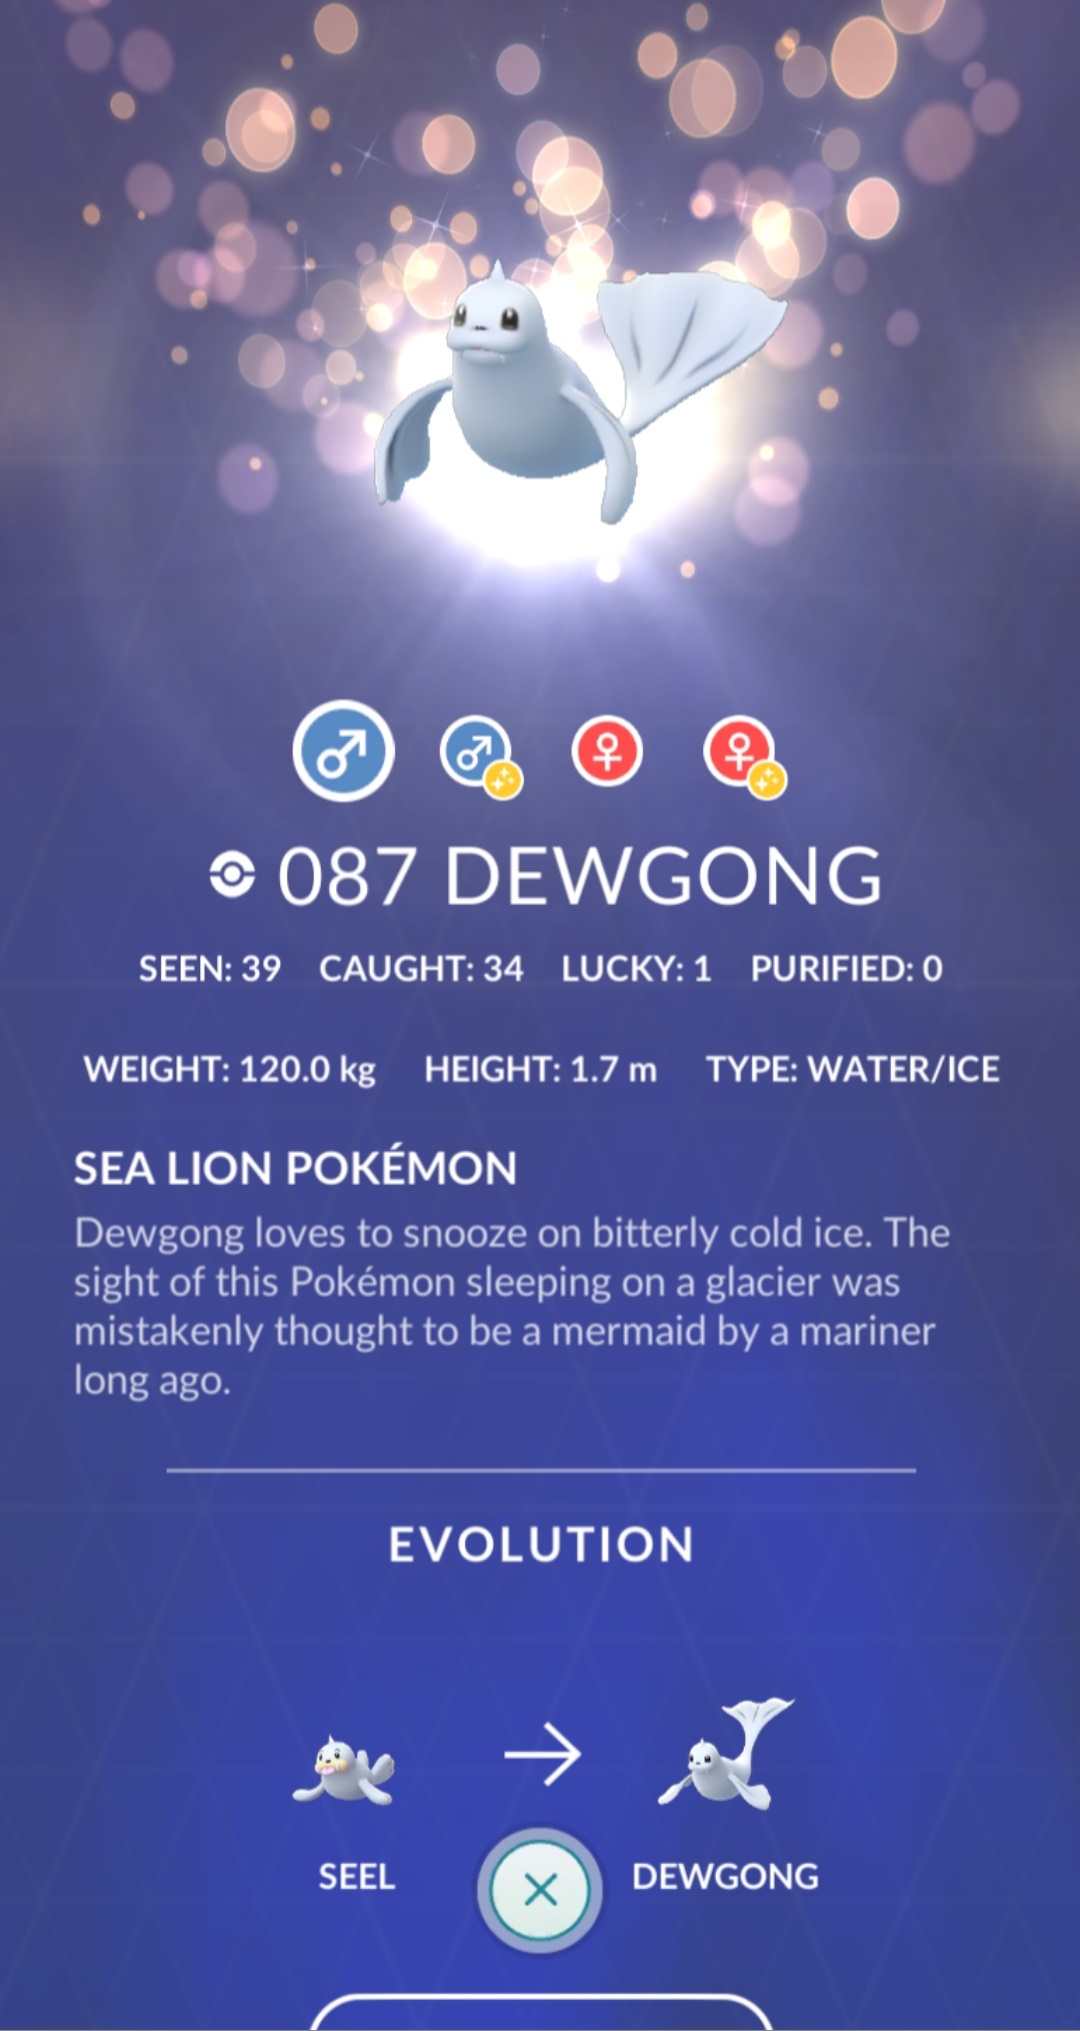 087 DEWGONG
SEEN: 39 CAUGHT: 34 LUCKY: 1 PURIFIED: 0
WEIGHT: 120.0 kg HEIGHT: 1.7 m TYPE: WATER/ICE
SEA LION POKÉMON
Dewgong loves to snooze on bitterly cold ice. The
sight of this Pokémon sleeping on a glacier was
mistakenly thought to be a mermaid by a mariner
long ago.
EVOLUTION
SEEL DEWGONG